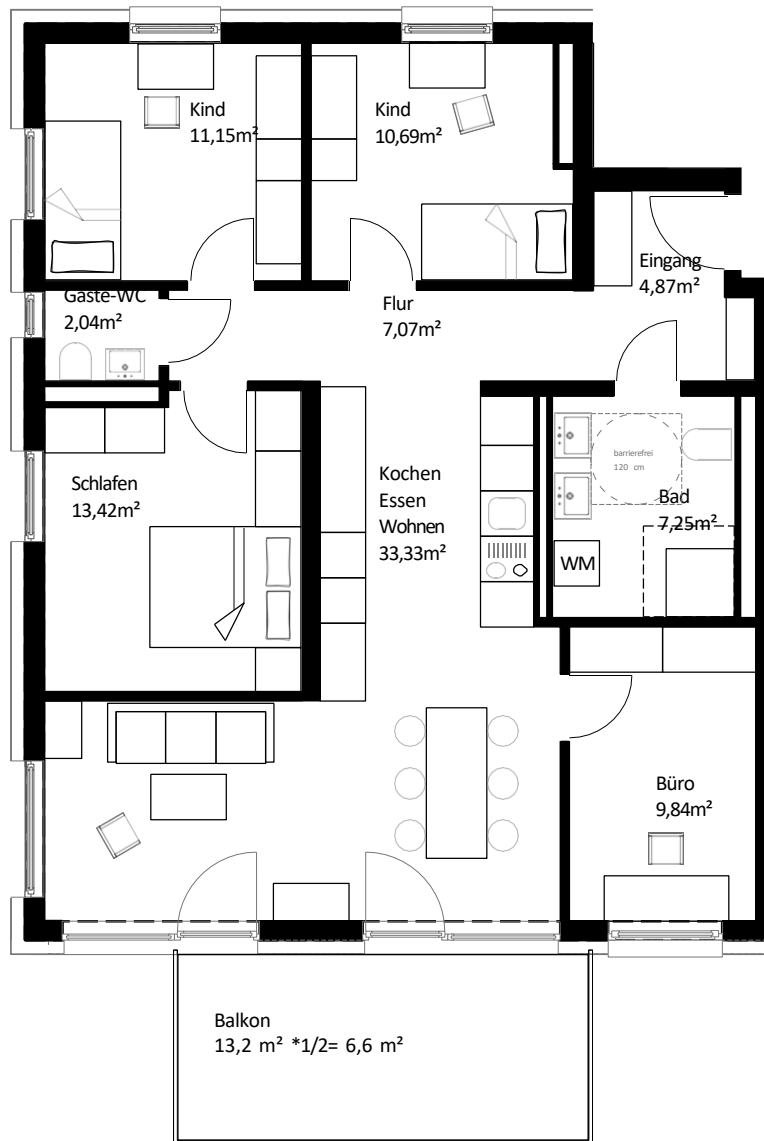 Kind
11,15m²
Kind
10,69m²
Eingang
4,87m²
Gäste-WC
2,04m²
Flur
7,07m²
Schlafen
13,42m²
Kochen
Essen
Wohnen
33,33m²
barrierefrei
120 cm
Bad
7,25m²
WM
Büro
9,84m²
Balkon
13,2 m² *1/2= 6,6 m²